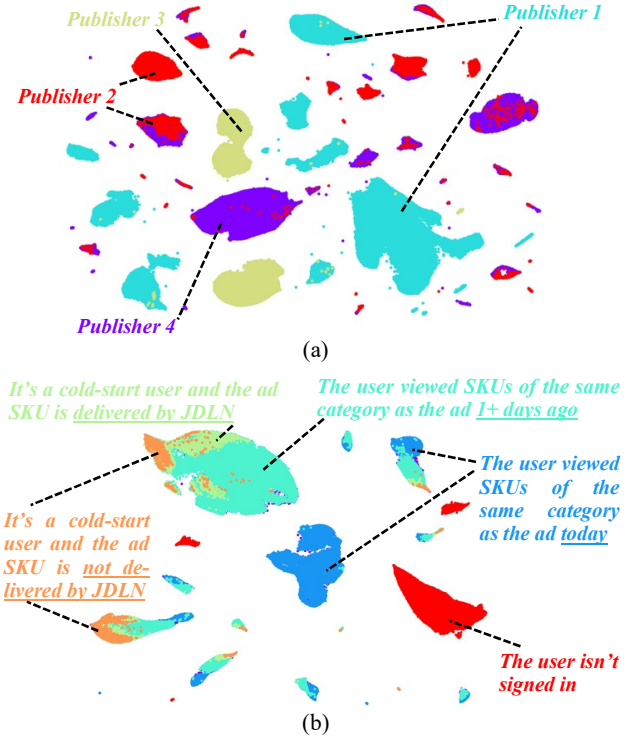 Publisher 3
Publisher 1
Publisher 2
Publisher 4
(a)
It's a cold-start user and the ad
SKU is delivered by JDLN
The user viewed SKUs of the same
category as the ad 1+ days ago
The user viewed
SKUs of the
same category
as the ad today
It's a cold-start
user and the ad
SKU is not de-
livered by JDLN
The user isn't
signed in
(b)